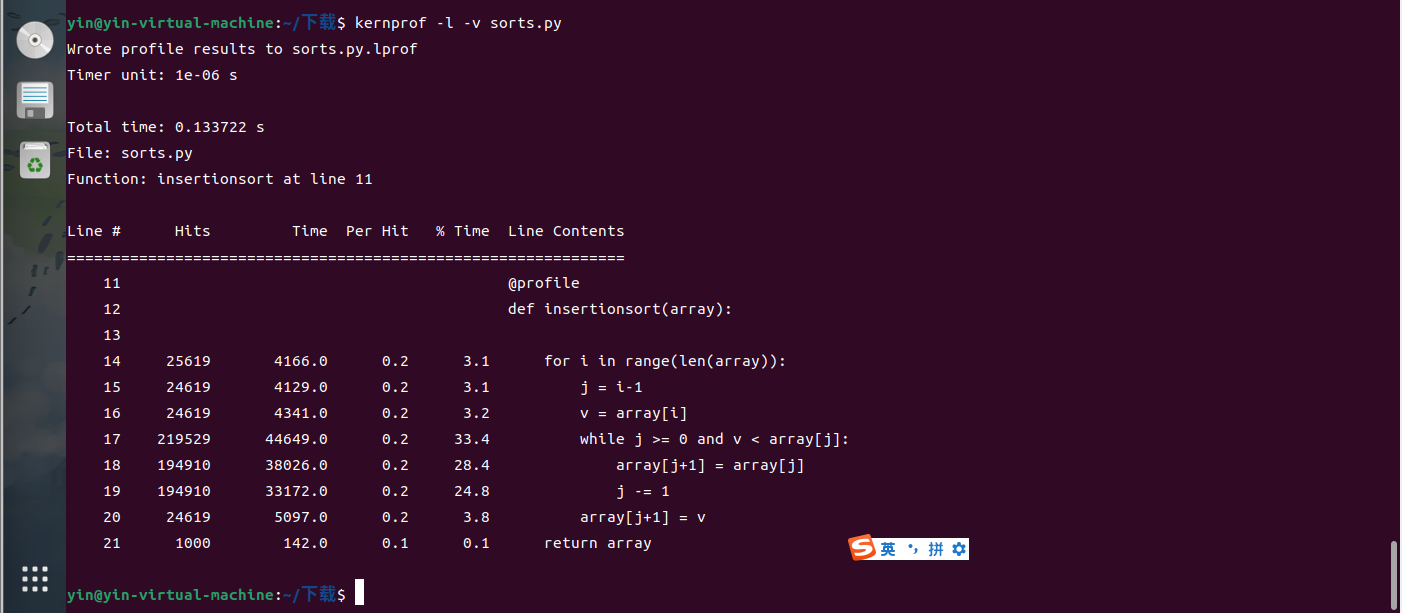 yin@yin-virtual-machine:~/下载$ kernprof -l -v sorts.py
Wrote profile results to sorts.py.lprof
Timer unit: 1e-06 s
Total time: 0.133722 s
File: sorts.py
Function: insertionsort at line 11
Line #      Hits         Time  Per Hit   % Time  Line Contents
==============================================================
    11                                           @profile
    12                                           def insertionsort(array):
    13
    14     25619       4166.0      0.2      3.1      for i in range(len(array)):
    15     24619       4129.0      0.2      3.1          j = i-1
    16     24619       4341.0      0.2      3.2          v = array[i]
    17    219529      44649.0      0.2     33.4          while j >= 0 and v < array[j]:
    18    194910      38026.0      0.2     28.4              array[j+1] = array[j]
    19    194910      33172.0      0.2     24.8              j -= 1
    20     24619       5097.0      0.2      3.8          array[j+1] = v
    21      1000        142.0      0.1      0.1      return array
S 英 •, 拼
yin@yin-virtual-machine:~/下载$